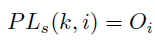 PL_s(k, i) = O_i